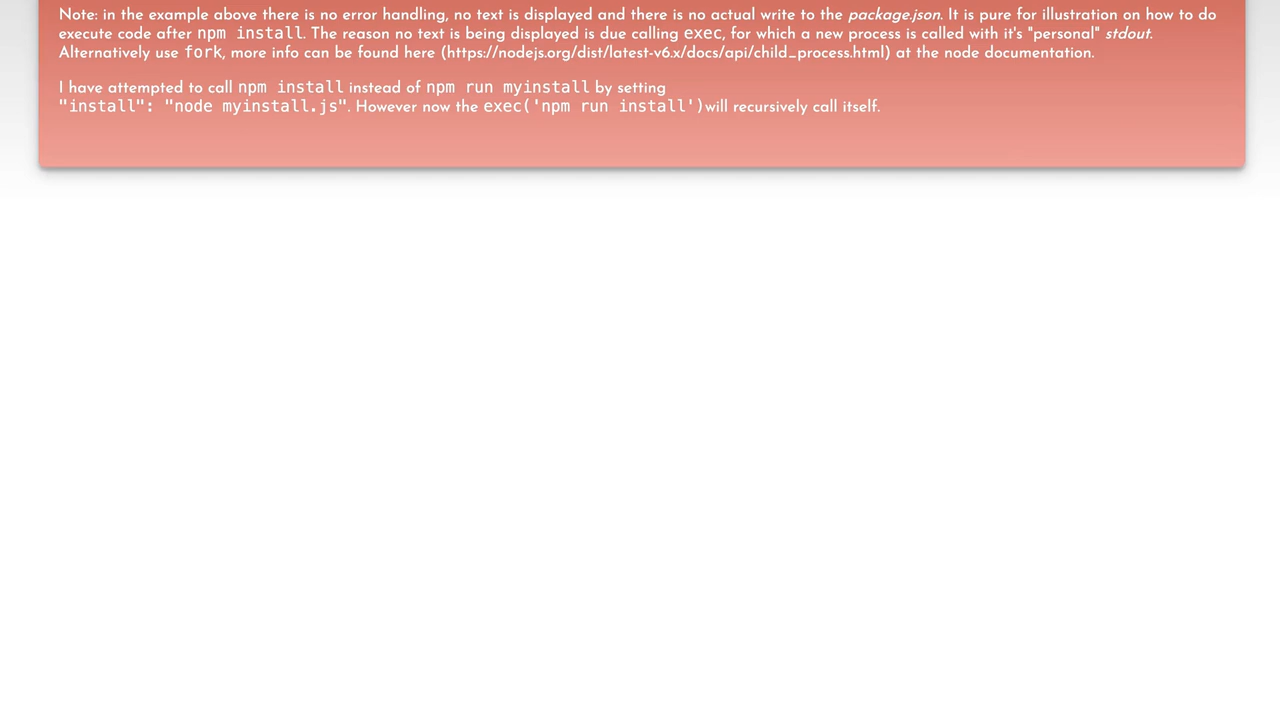 Note: in the example above there is no error handling, no text is displayed and there is no actual write to the package.json. It is pure for illustration on how to do
execute code after npm install. The reason no text is being displayed is due calling exec, for which a new process is called with it's "personal" stdout.
Alternatively use fork, more info can be found here (https://nodejs.org/dist/latest-v6.x/docs/api/child_process.html) at the node documentation.
I have attempted to call npm install instead of npm run myinstall by setting
"install": "node myinstall.js". However now the exec('npm run install')will recursively call itself.